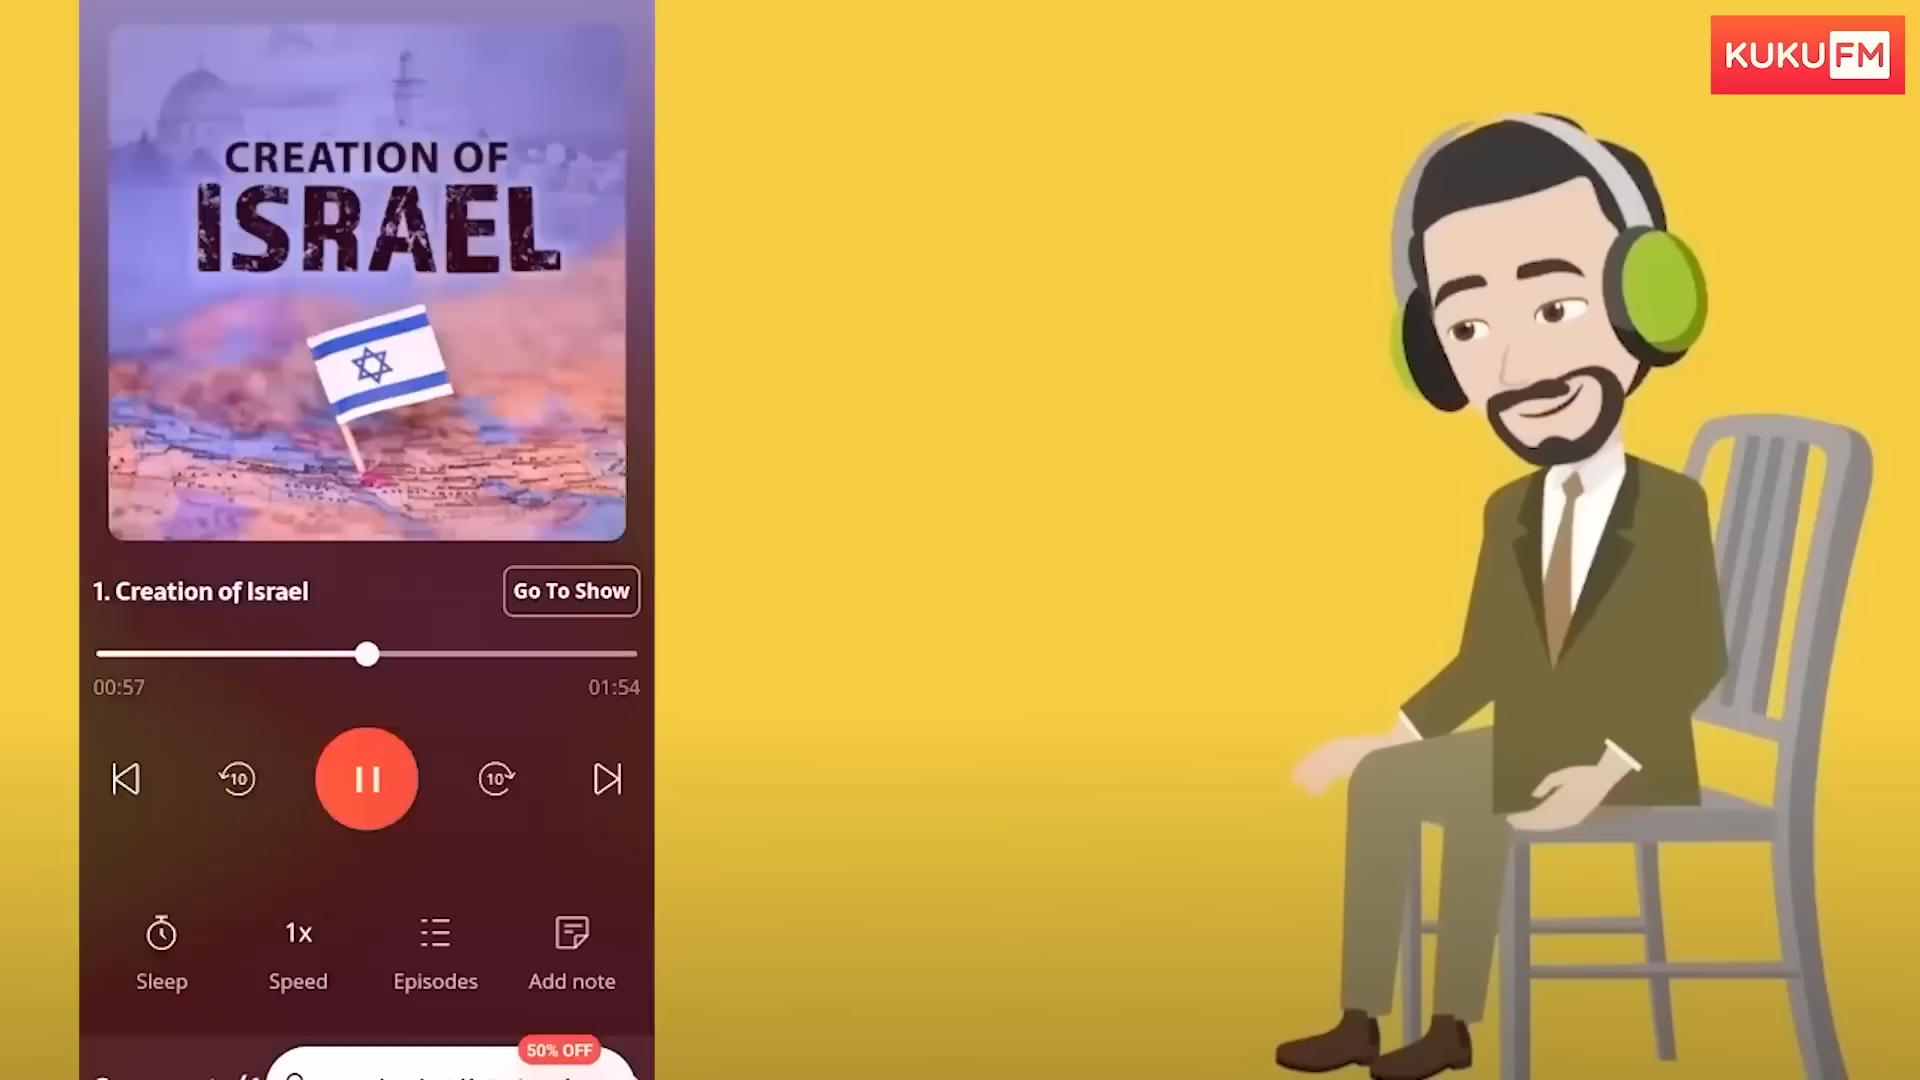 KUKU FM
CREATION OF
ISRAEL
1. Creation of Israel
Go To Show
00:57
01:54
10
10
Sleep
1x
Speed
Episodes
Add note
50% OFF